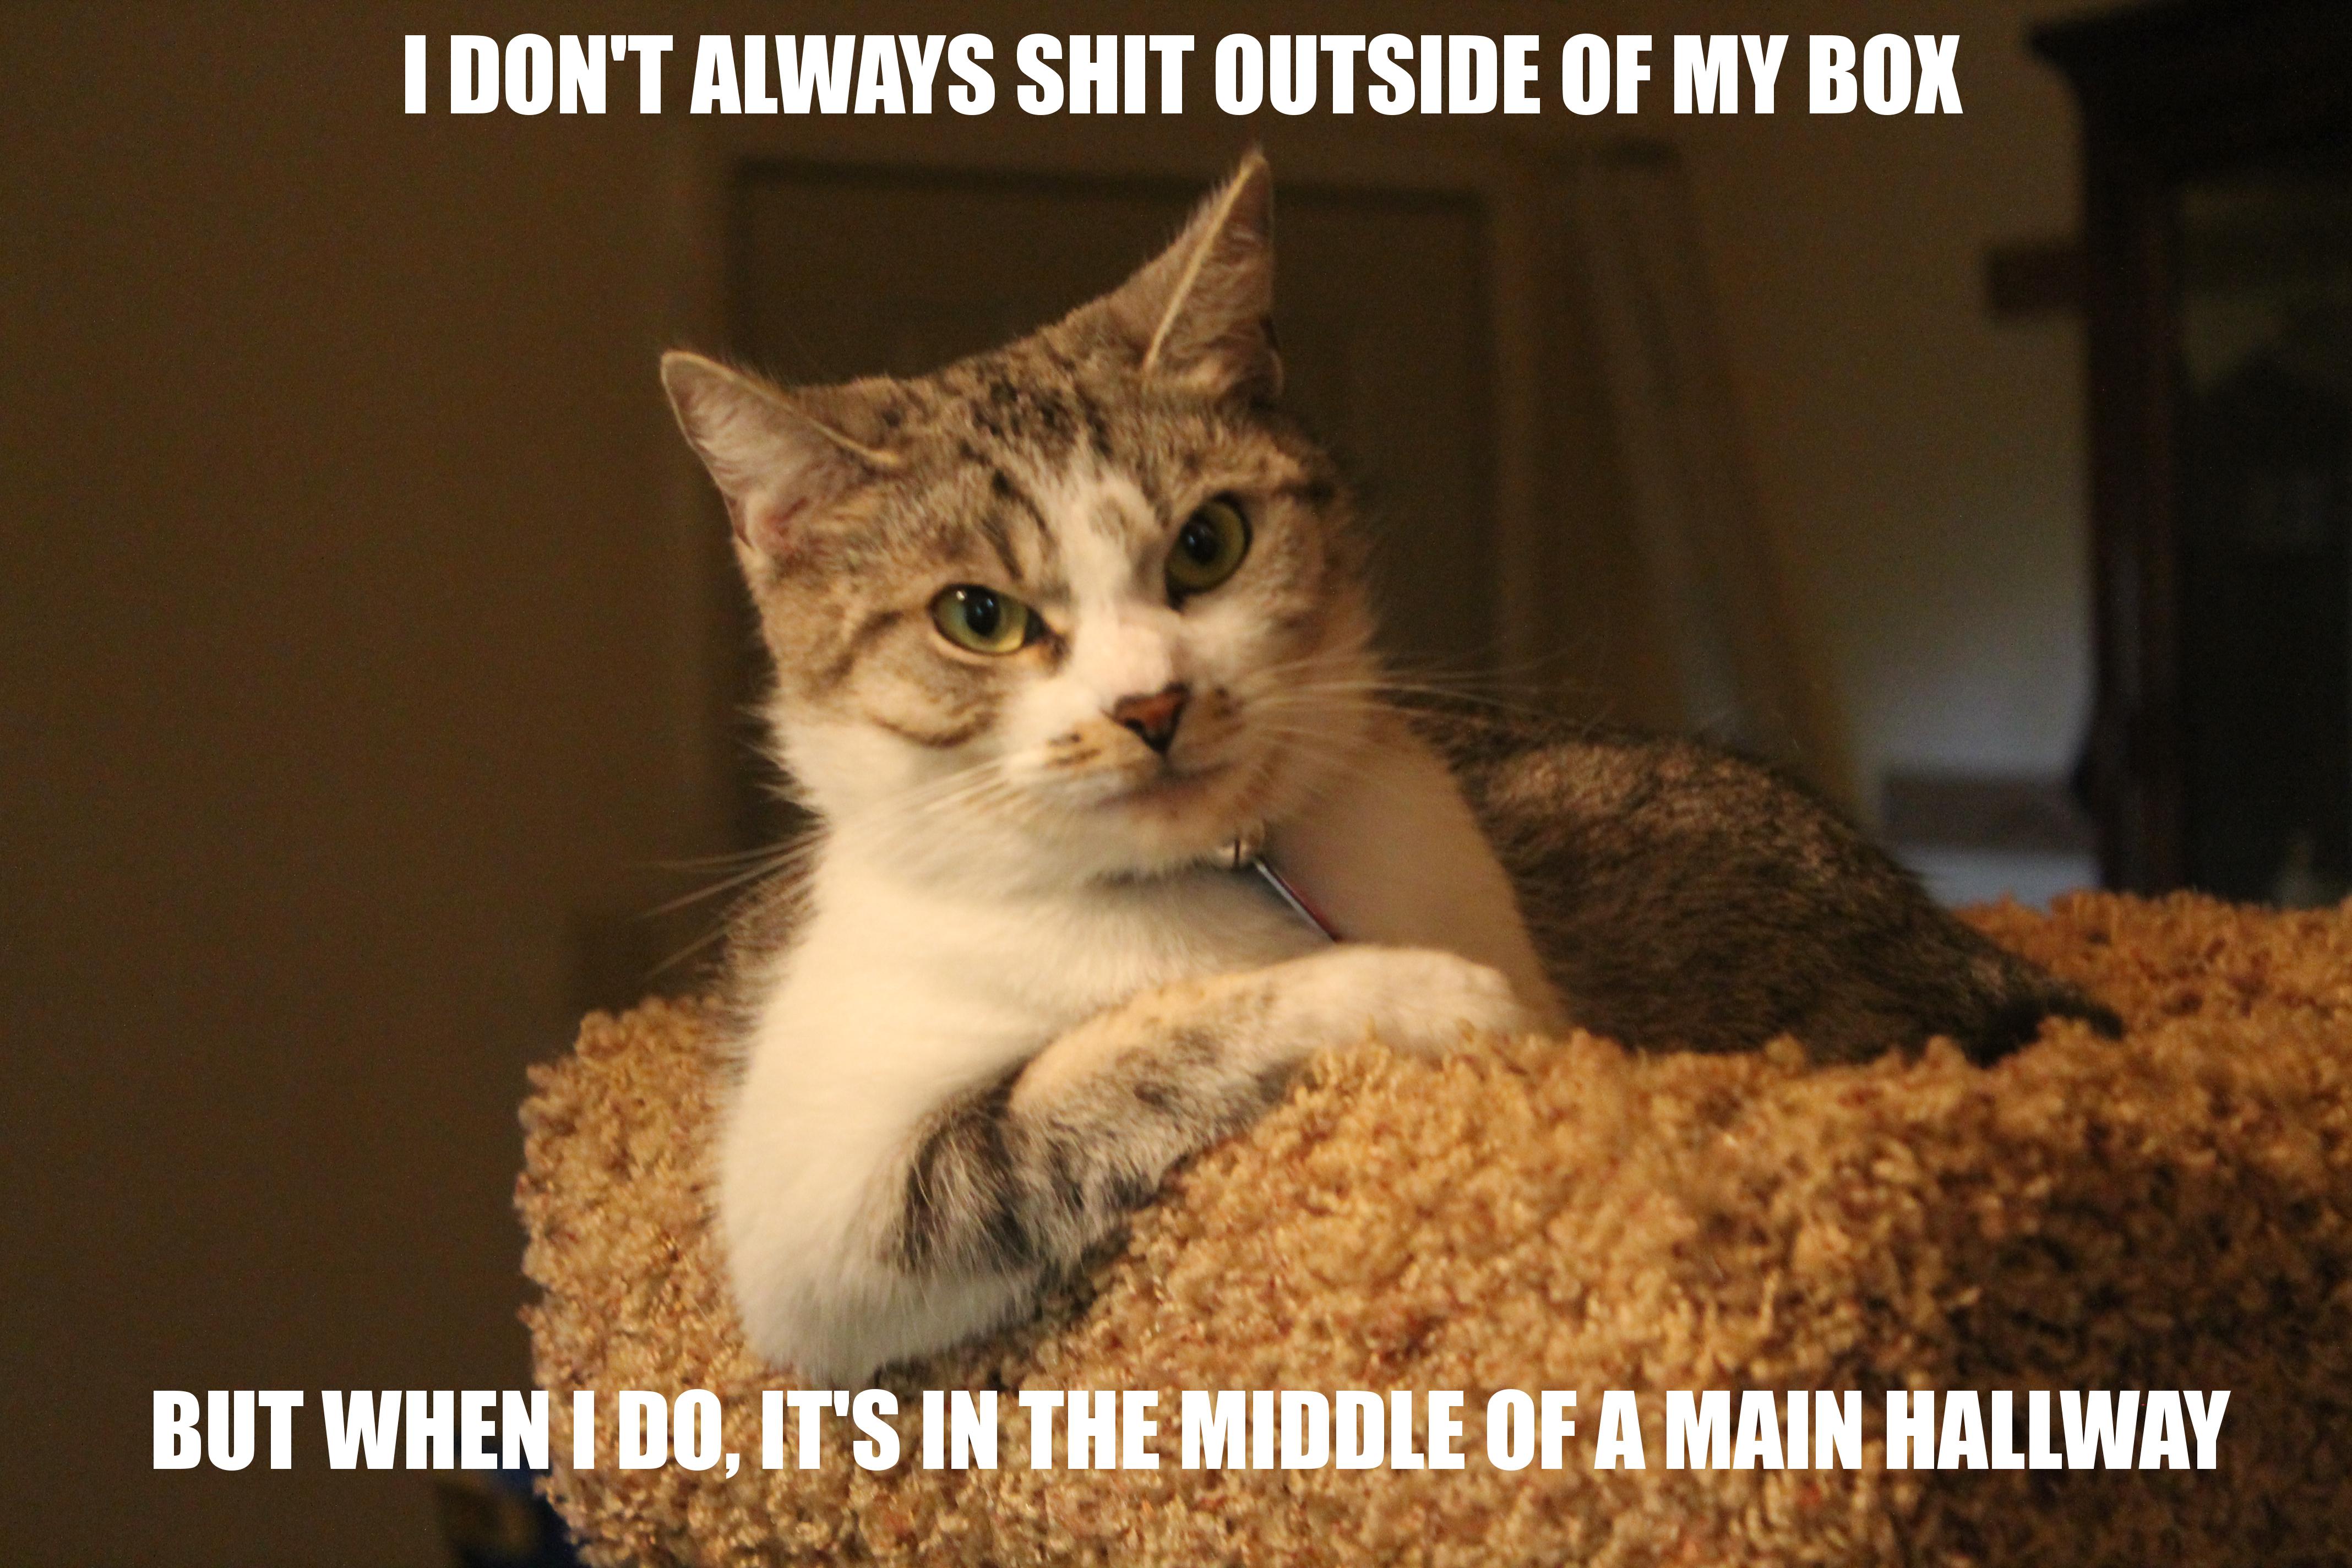 I DON'T ALWAYS SHIT OUTSIDE OF MY BOX
BUT WHEN I DO, IT'S IN THE MIDDLE OF A MAIN HALLWAY